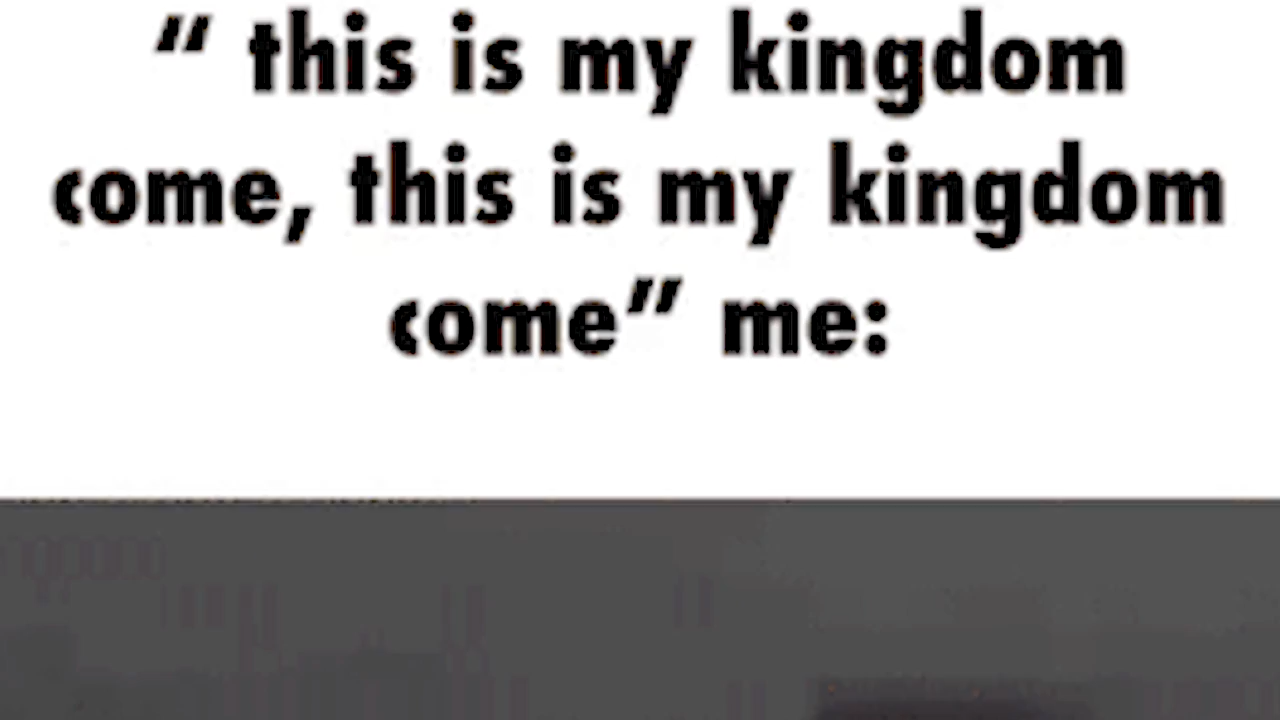 “ this is my kingdom
come, this is my kingdom
come” me: